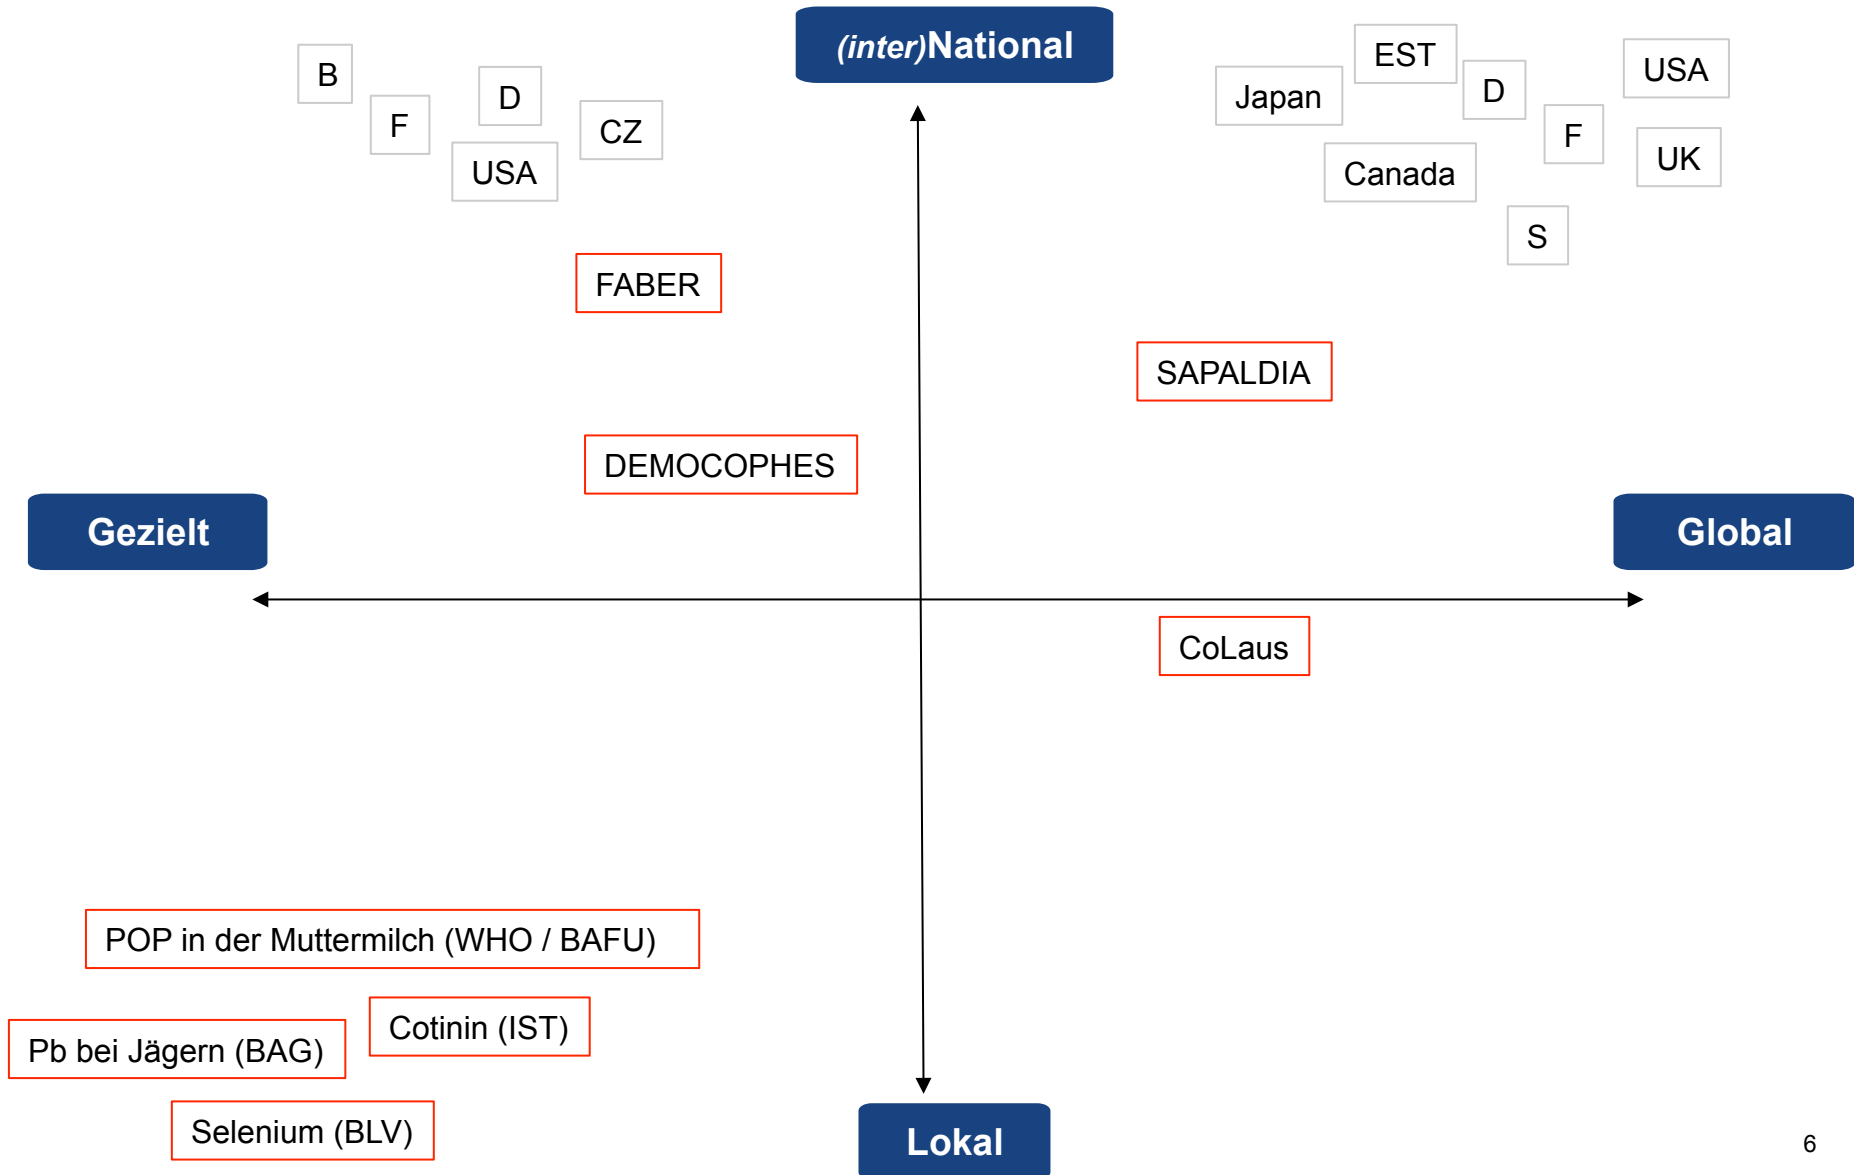 (inter)National
B
F
D
USA
CZ
Japan
EST
D
USA
F
UK
Canada
S
FABER
SAPALDIA
DEMOCOPHES
Gezielt
Global
CoLaus
POP in der Muttermilch (WHO / BAFU)
Cotinin (IST)
Pb bei Jägern (BAG)
Selenium (BLV)
Lokal
6